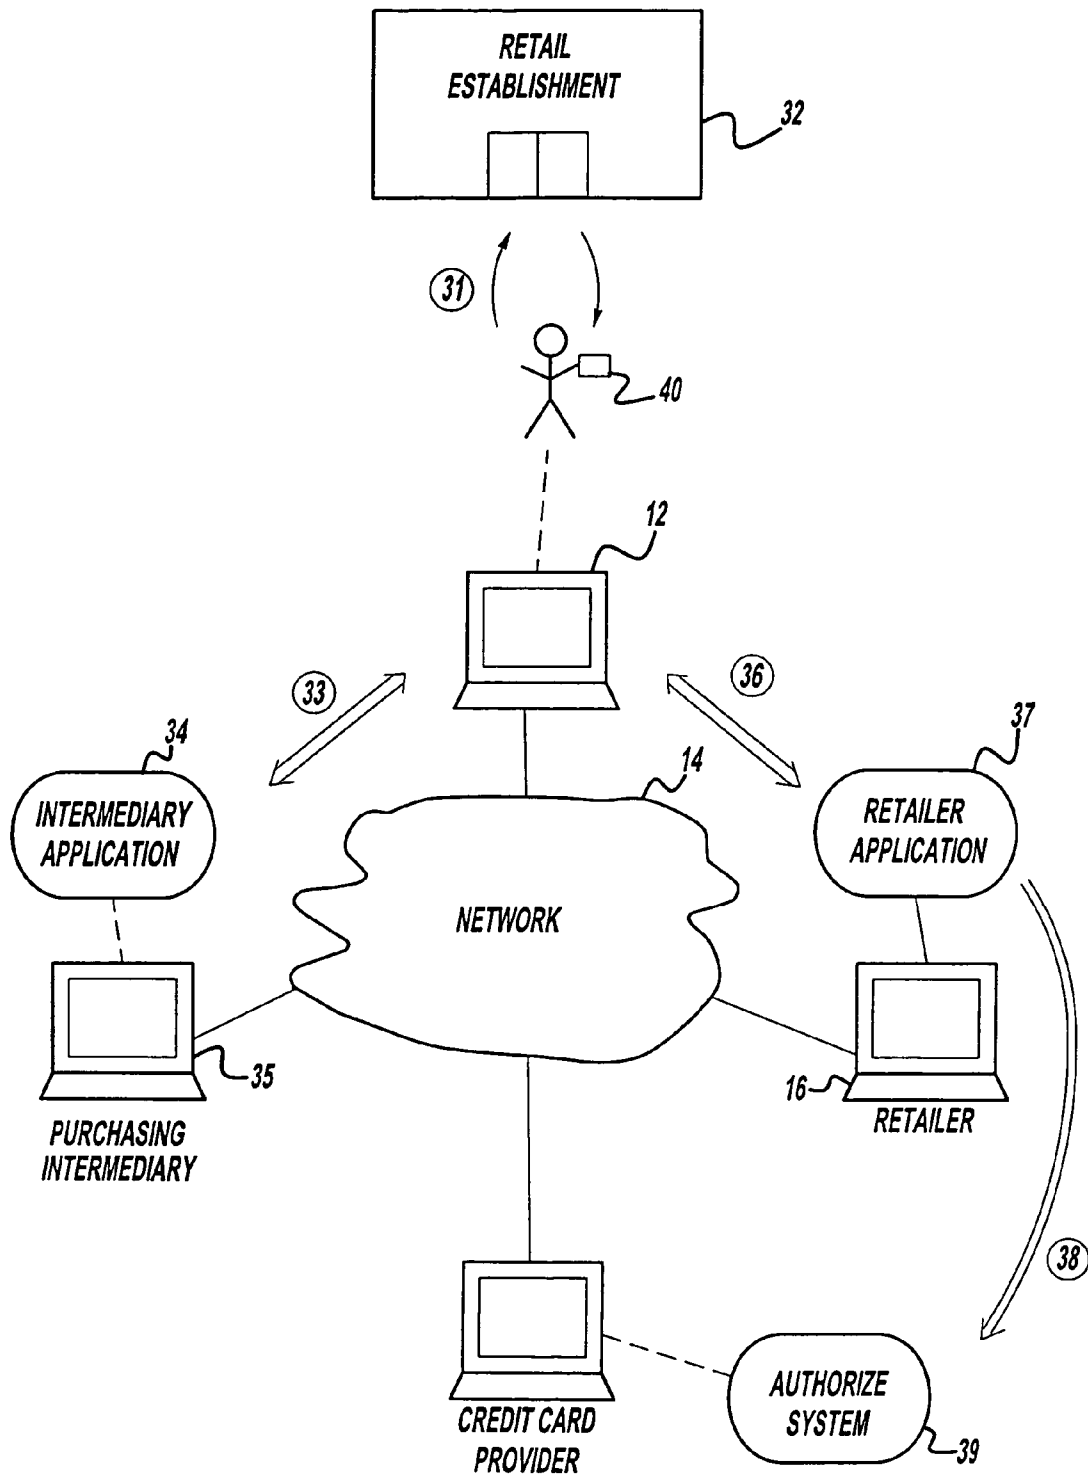 RETAIL
ESTABLISHMENT
32
31
40
12
33
36
34
37
14
INTERMEDIARY
APPLICATION
RETAILER
APPLICATION
NETWORK
35
16
PURCHASING
INTERMEDIARY
RETAILER
38
CREDIT CARD
PROVIDER
AUTHORIZE
SYSTEM
39